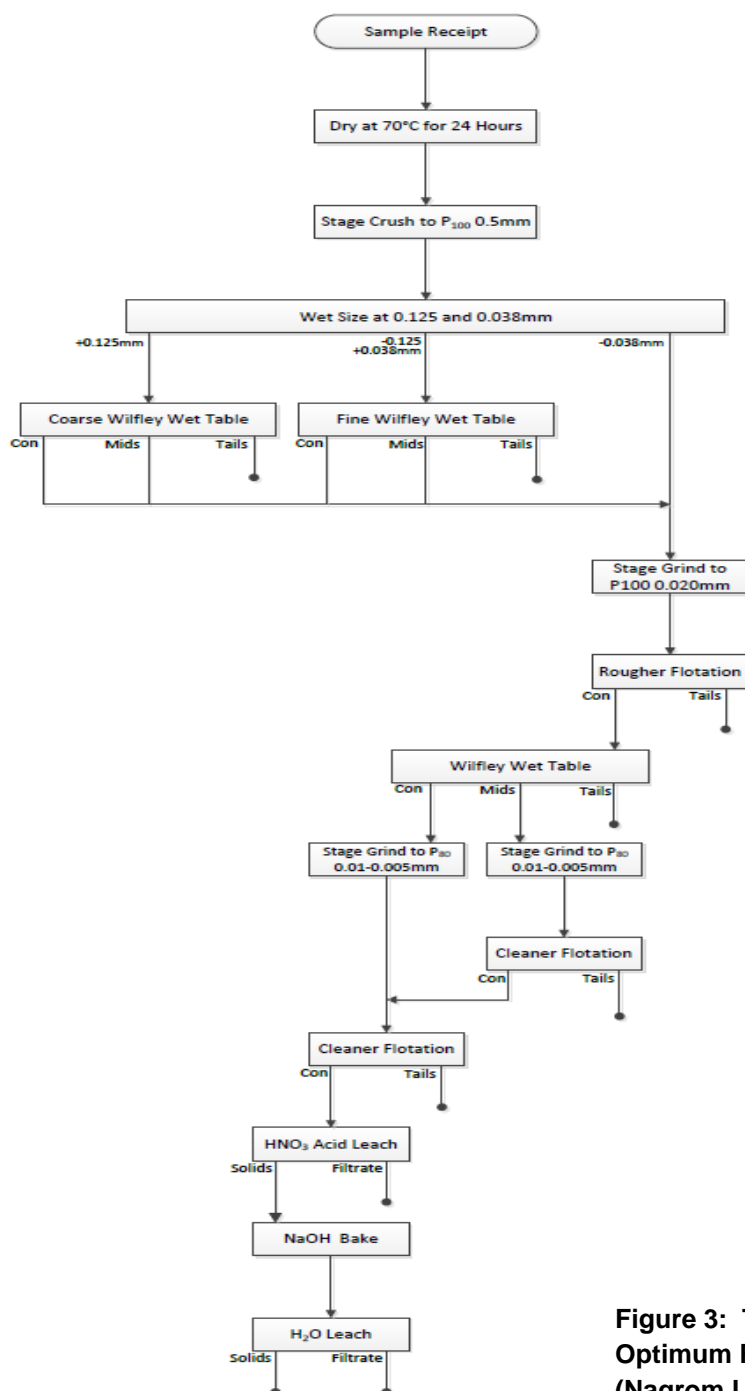 Sample Receipt
Dry at 70°C for 24 Hours
Stage Crush to P₁₀₀ 0.5mm
Wet Size at 0.125 and 0.038mm
+0.125mm
-0.125
+0.038mm
-0.038mm
Coarse Wilfley Wet Table
Fine Wilfley Wet Table
Con Mids Tails
Con Mids Tails
Stage Grind to
P100 0.020mm
Rougher Flotation
Con Tails
Wilfley Wet Table
Con Mids Tails
Stage Grind to P₈₀
0.01-0.005mm
Stage Grind to P₈₀
0.01-0.005mm
Cleaner Flotation
Con Tails
Cleaner Flotation
Con Tails
HNO₃ Acid Leach
Solids Filtrate
NaOH Bake
H₂O Leach
Solids Filtrate
Figure 3:
Optimum
(Nagrom